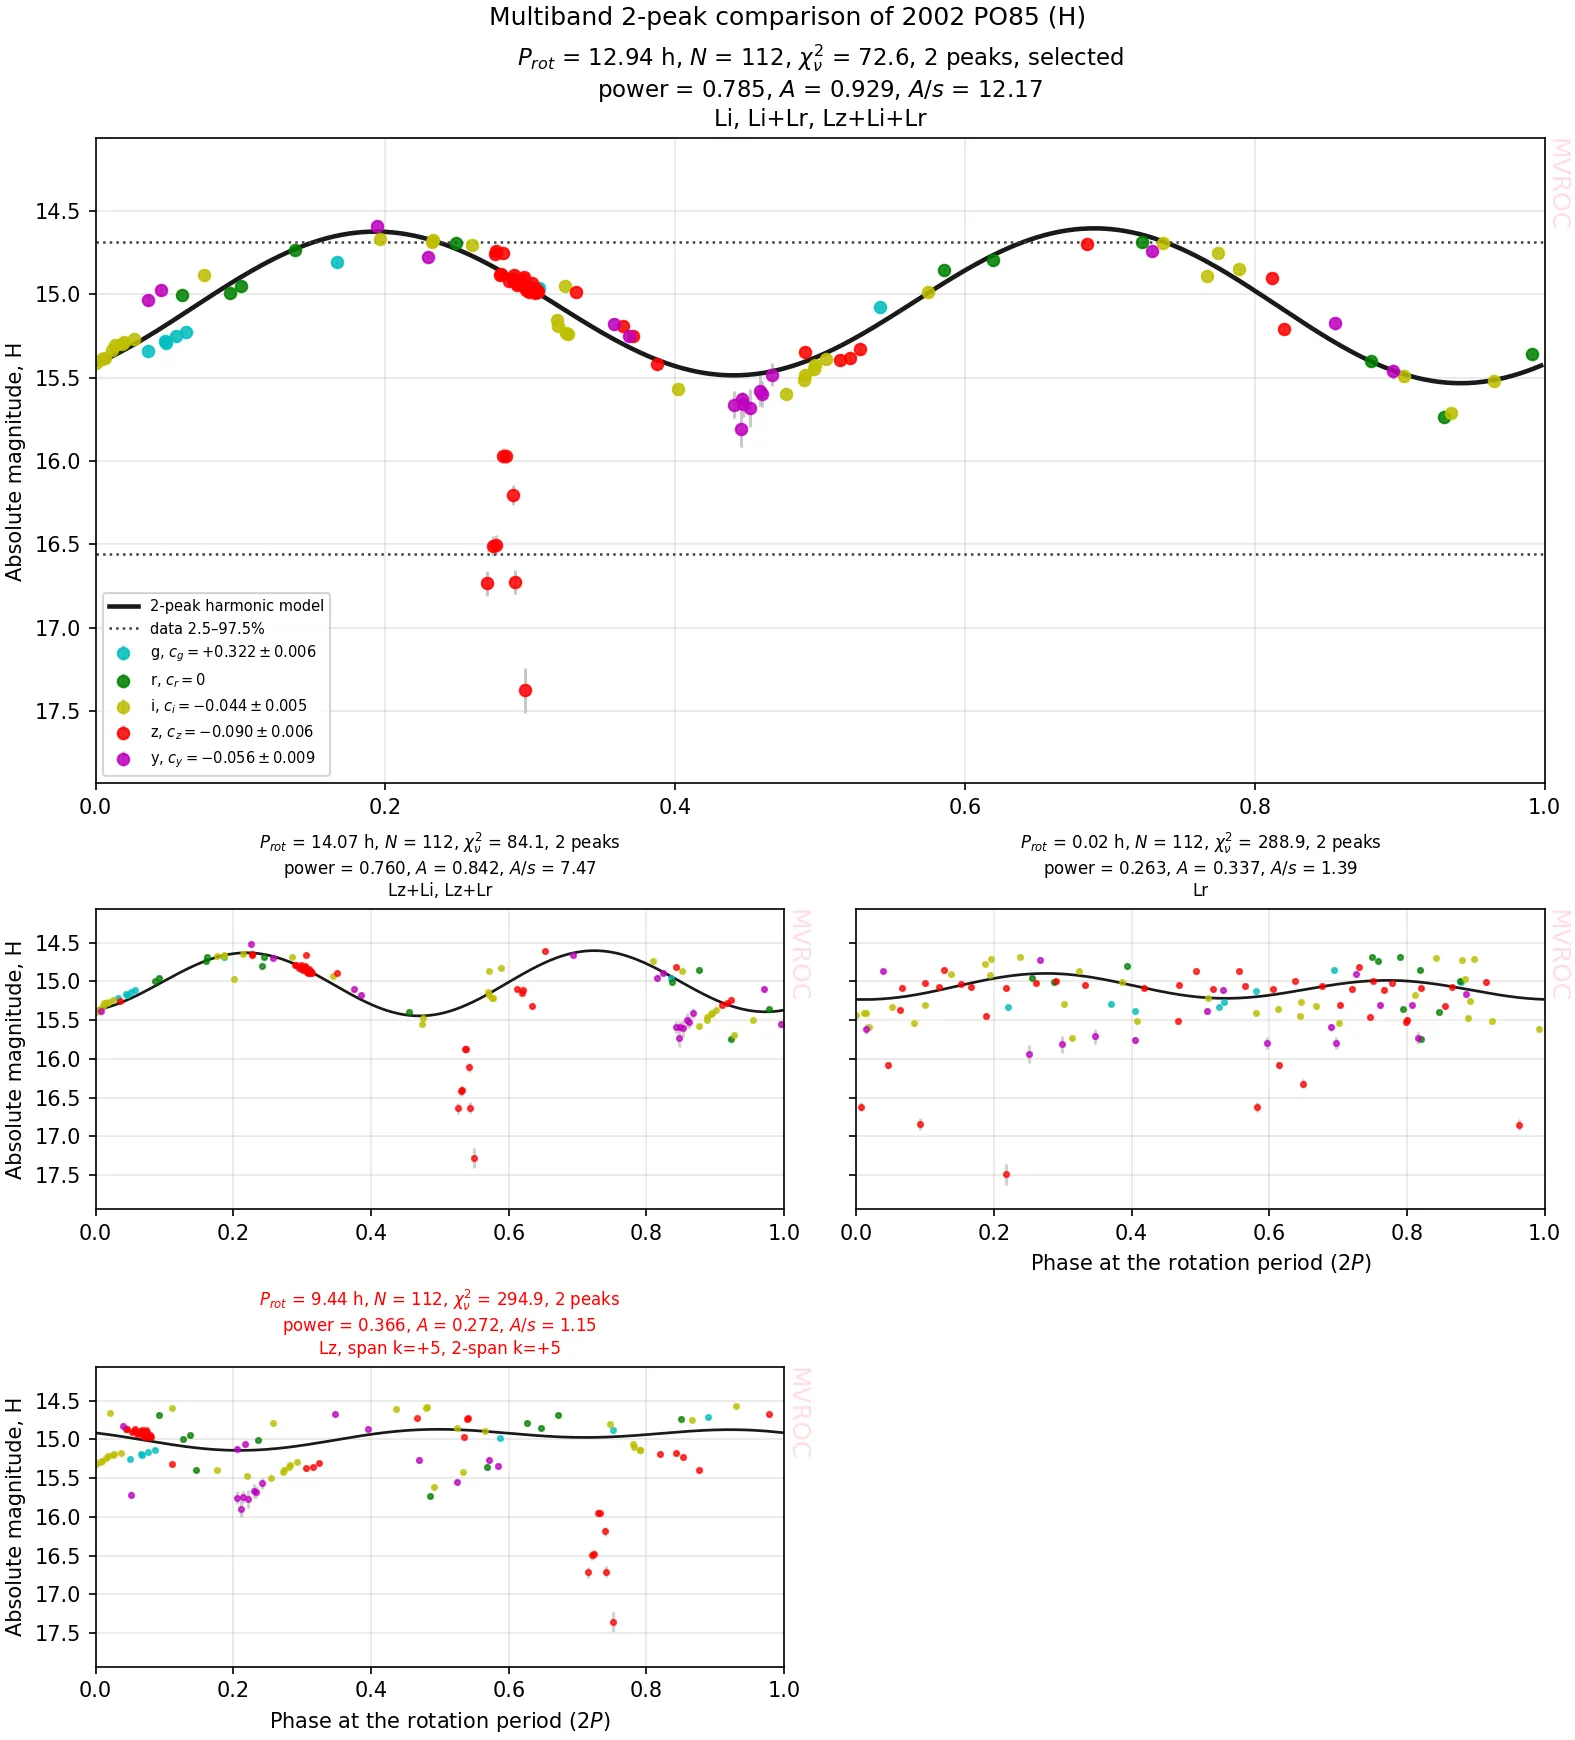 Multiband 2-peak comparison of 2002 PO85 (H)
P_rot = 12.94 h, N = 112, χ²_ν = 72.6, 2 peaks, selected
power = 0.785, A = 0.929, A/s = 12.17
Li, Li+Lr, Lz+Li+Lr
MVROC
Absolute magnitude, H
14.5
15.0
15.5
16.0
16.5
17.0
17.5
2-peak harmonic model
data 2.5–97.5%
g, c_g = +0.322 ± 0.006
r, c_r = 0
i, c_i = −0.044 ± 0.005
z, c_z = −0.090 ± 0.006
y, c_y = −0.056 ± 0.009
0.0 0.2 0.4 0.6 0.8 1.0
P_rot = 14.07 h, N = 112, χ²_ν = 84.1, 2 peaks
power = 0.760, A = 0.842, A/s = 7.47
Lz+Li, Lz+Lr
MVROC
Absolute magnitude, H
14.5
15.0
15.5
16.0
16.5
17.0
17.5
0.0 0.2 0.4 0.6 0.8 1.0
P_rot = 0.02 h, N = 112, χ²_ν = 288.9, 2 peaks
power = 0.263, A = 0.337, A/s = 1.39
Lr
MVROC
0.0 0.2 0.4 0.6 0.8 1.0
Phase at the rotation period (2P)
P_rot = 9.44 h, N = 112, χ²_ν = 294.9, 2 peaks
power = 0.366, A = 0.272, A/s = 1.15
Lz, span k=+5, 2-span k=+5
MVROC
Absolute magnitude, H
14.5
15.0
15.5
16.0
16.5
17.0
17.5
0.0 0.2 0.4 0.6 0.8 1.0
Phase at the rotation period (2P)